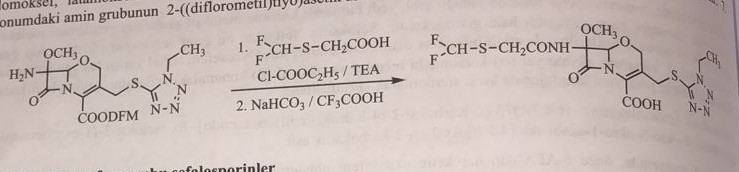 onumdaki amin grubunun 2-((diflorometil)tiyo)
OCH₃
H₂N
O
O
N
COODFM
S
CH₃
N
N
N-N
1. F
F
CH-S-CH₂COOH
Cl-COOC₂H₅ / TEA
2. NaHCO₃ / CF₃COOH
F
F
CH-S-CH₂CONH
OCH₃
O
O
N
COOH
S
CH₃
N
N
N-N
sefalosporinler